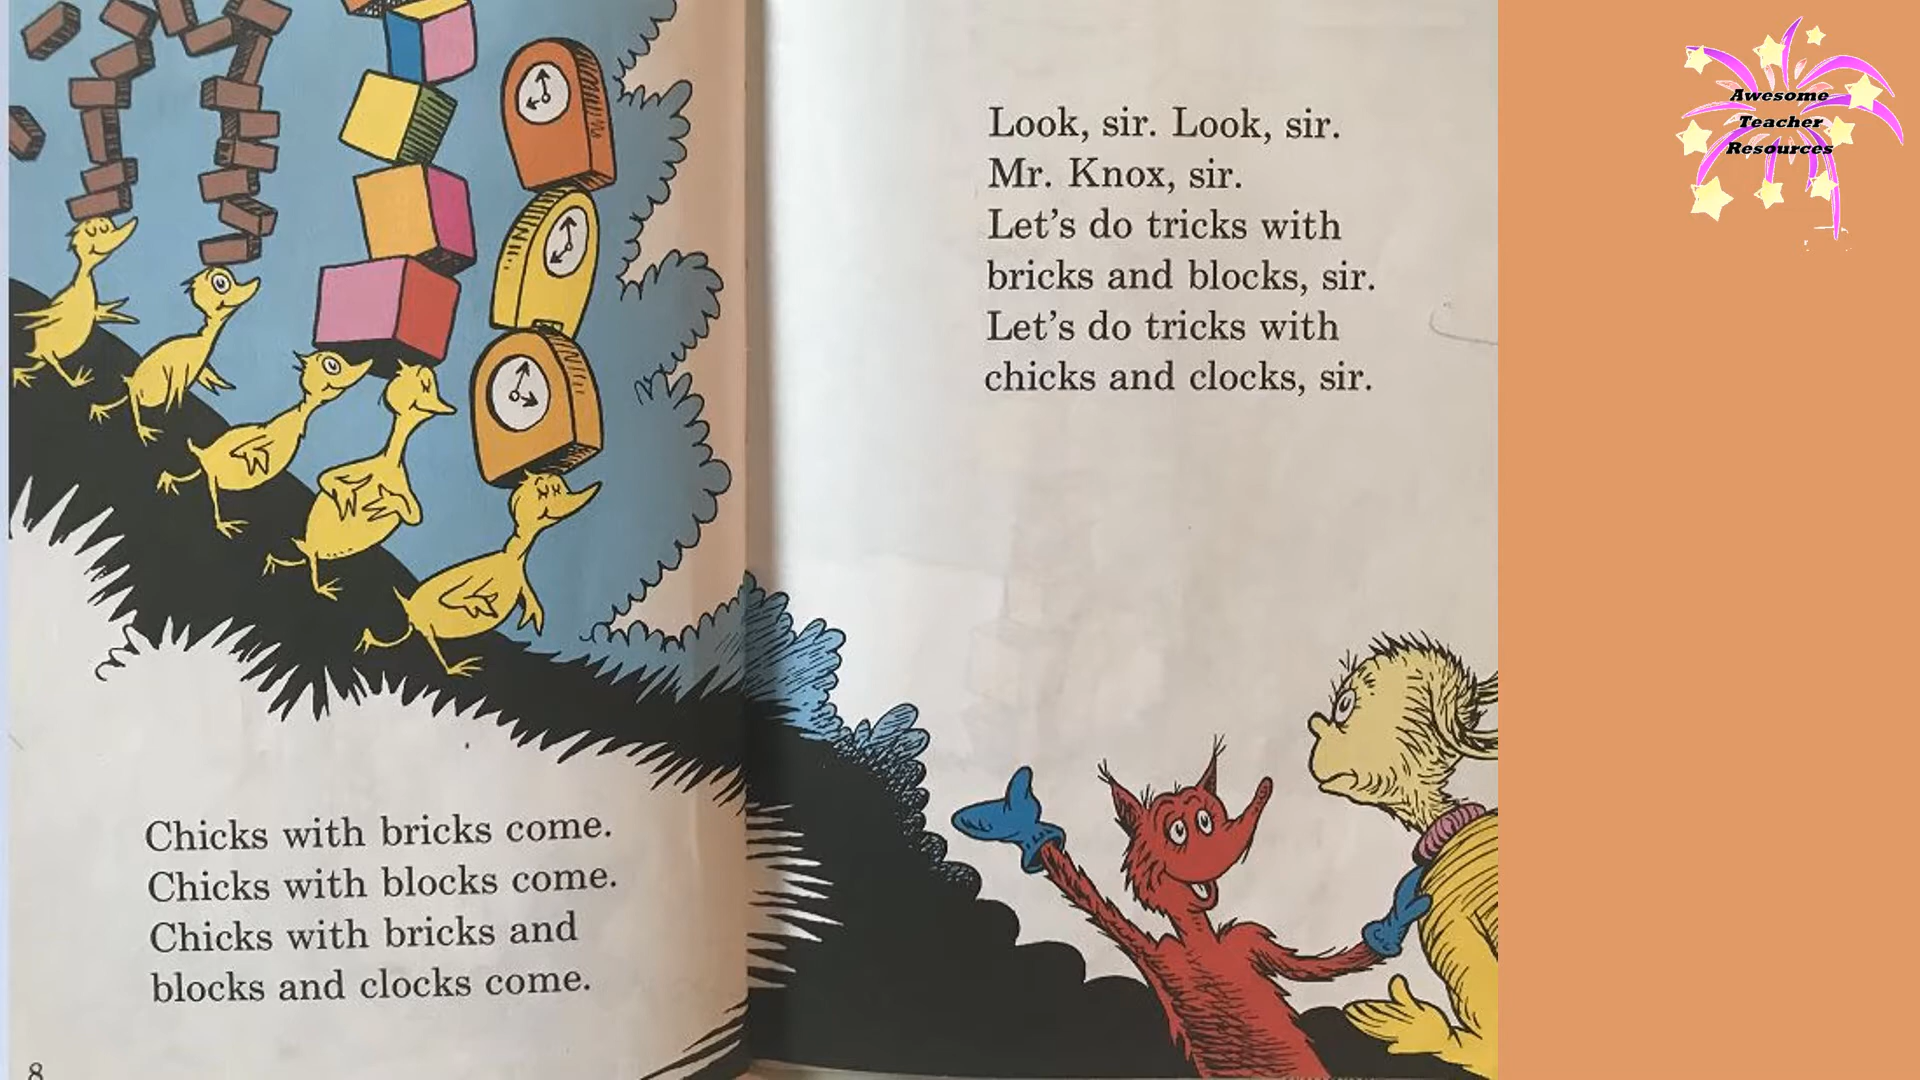 Chicks with bricks come.
Chicks with blocks come.
Chicks with bricks and
blocks and clocks come.
8
Look, sir. Look, sir.
Mr. Knox, sir.
Let's do tricks with
bricks and blocks, sir.
Let's do tricks with
chicks and clocks, sir.
Awesome
Teacher
Resources